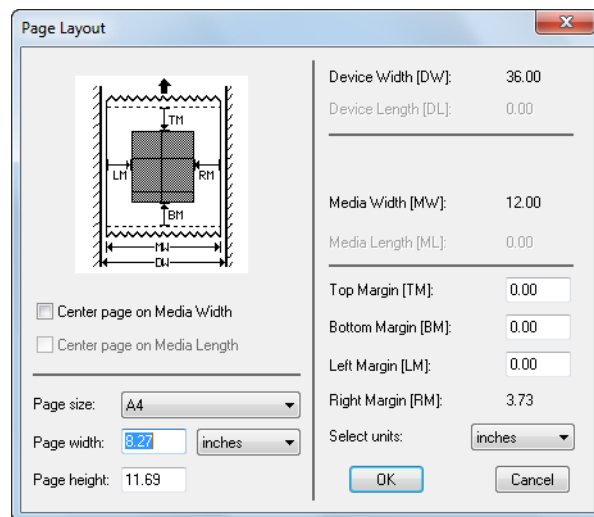 Page Layout
TM
LM
RM
BM
MW
DW
Center page on Media Width
Center page on Media Length
Page size: A4
Page width: 8.27 inches
Page height: 11.69
Device Width [DW]: 36.00
Device Length [DL]: 0.00
Media Width [MW]: 12.00
Media Length [ML]: 0.00
Top Margin [TM]: 0.00
Bottom Margin [BM]: 0.00
Left Margin [LM]: 0.00
Right Margin [RM]: 3.73
Select units: inches
OK Cancel